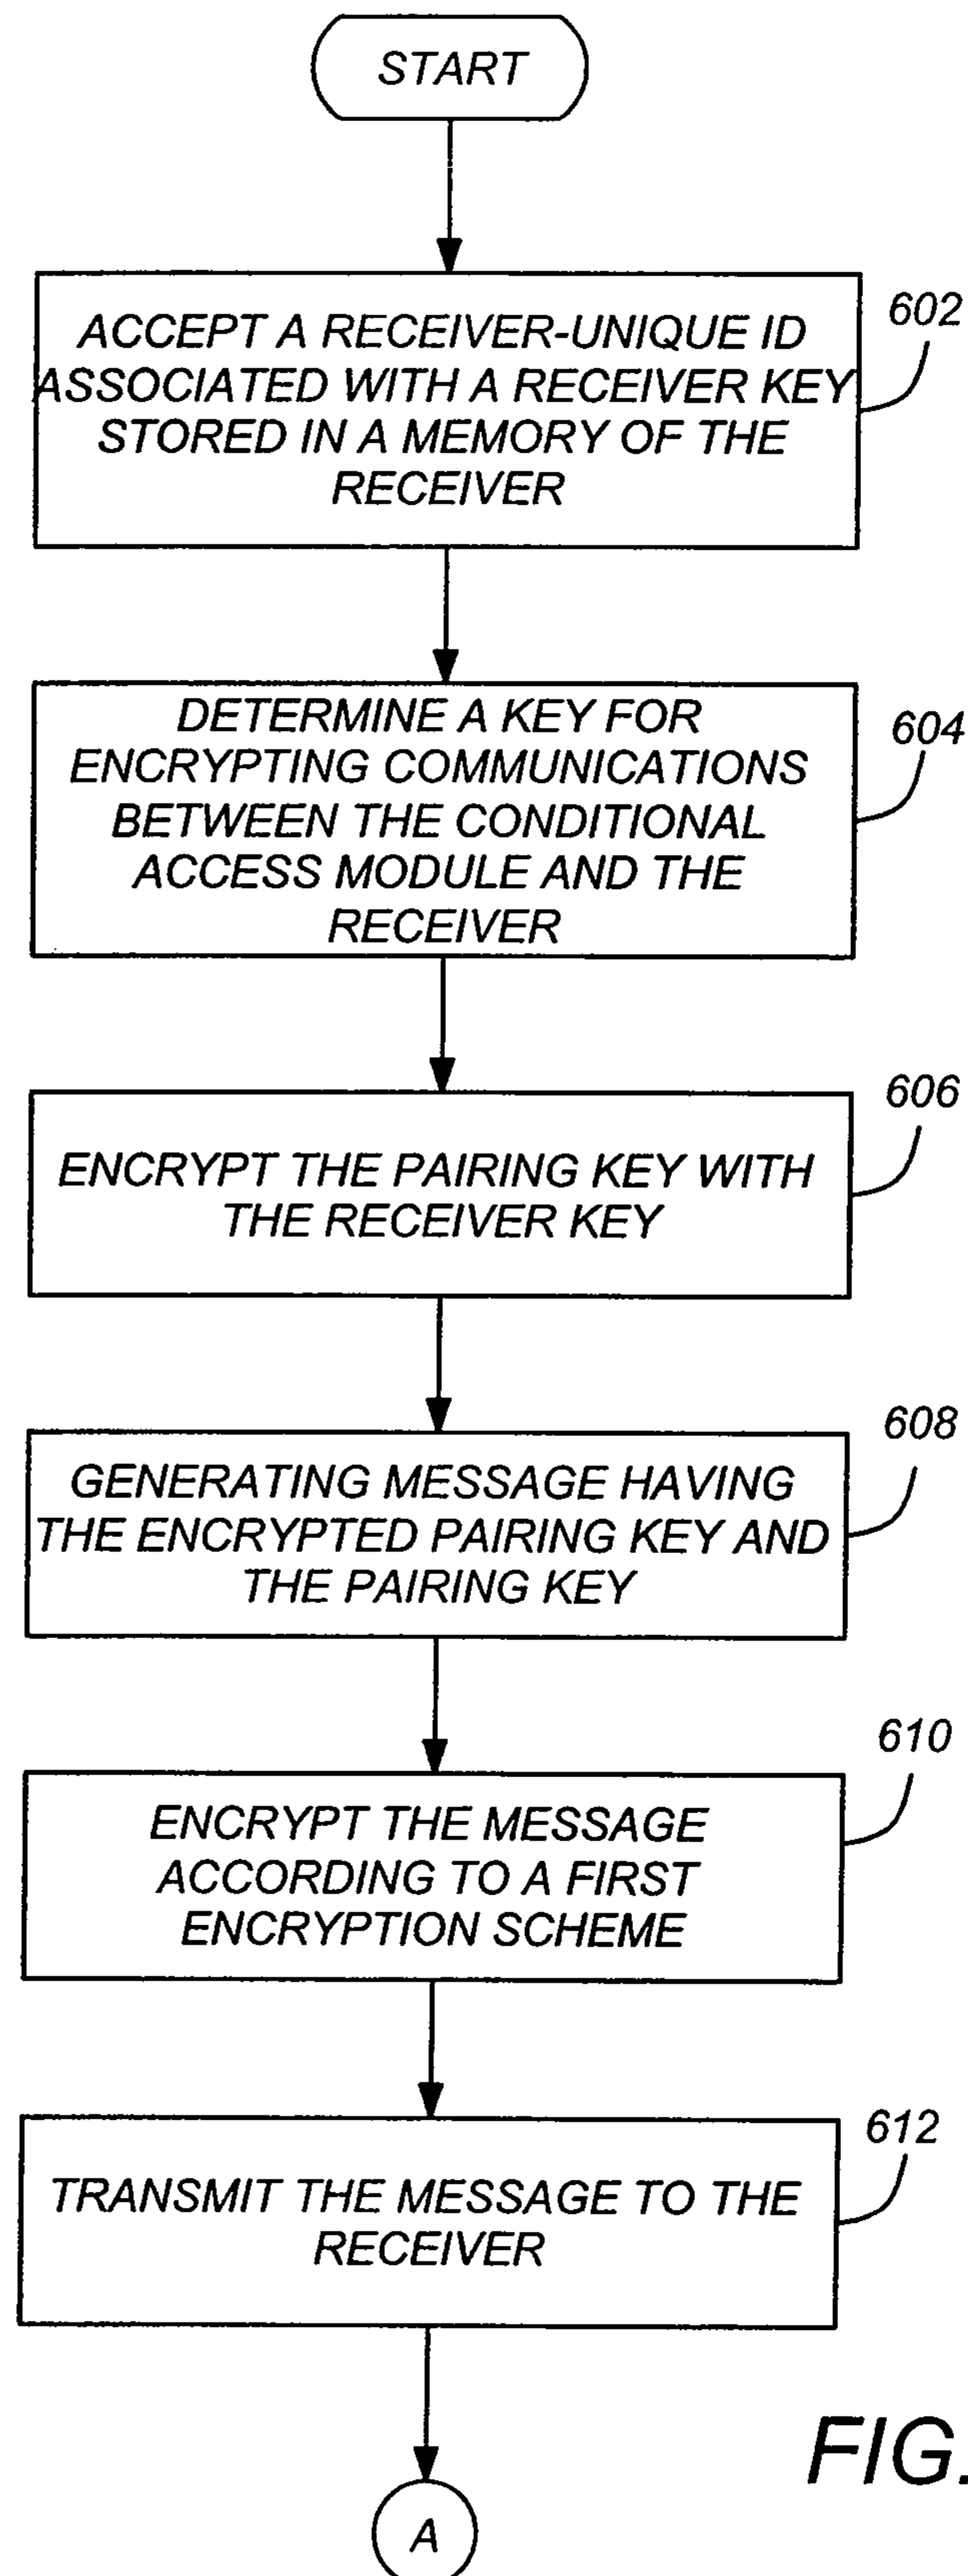 START
ACCEPT A RECEIVER-UNIQUE ID
ASSOCIATED WITH A RECEIVER KEY
STORED IN A MEMORY OF THE
RECEIVER
602
DETERMINE A KEY FOR
ENCRYPTING COMMUNICATIONS
BETWEEN THE CONDITIONAL
ACCESS MODULE AND THE
RECEIVER
604
ENCRYPT THE PAIRING KEY WITH
THE RECEIVER KEY
606
GENERATING MESSAGE HAVING
THE ENCRYPTED PAIRING KEY AND
THE PAIRING KEY
608
ENCRYPT THE MESSAGE
ACCORDING TO A FIRST
ENCRYPTION SCHEME
610
TRANSMIT THE MESSAGE TO THE
RECEIVER
612
FIG.
A